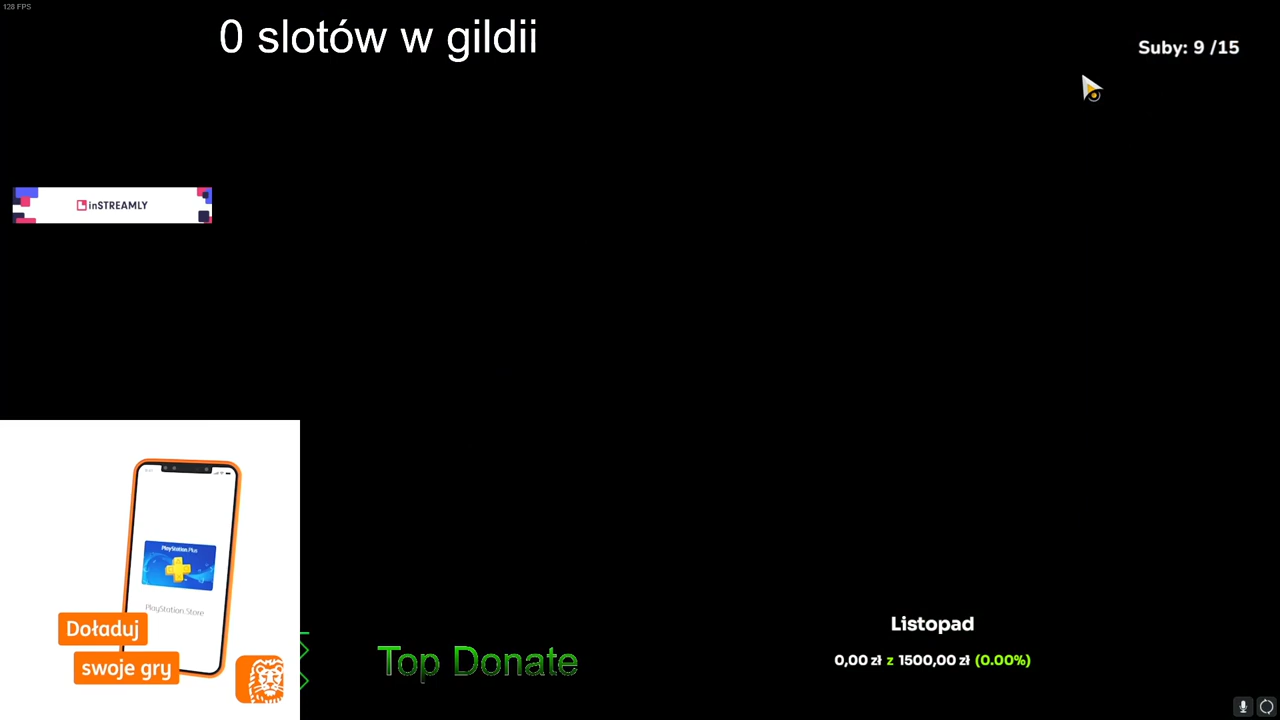 128 FPS
0 slotów w gildii
Suby: 9 /15
inSTREAMLY
PlayStation.Plus
PlayStation.Store
Doładuj
swoje gry
Top Donate
Listopad
0,00 zł z 1500,00 zł (0.00%)